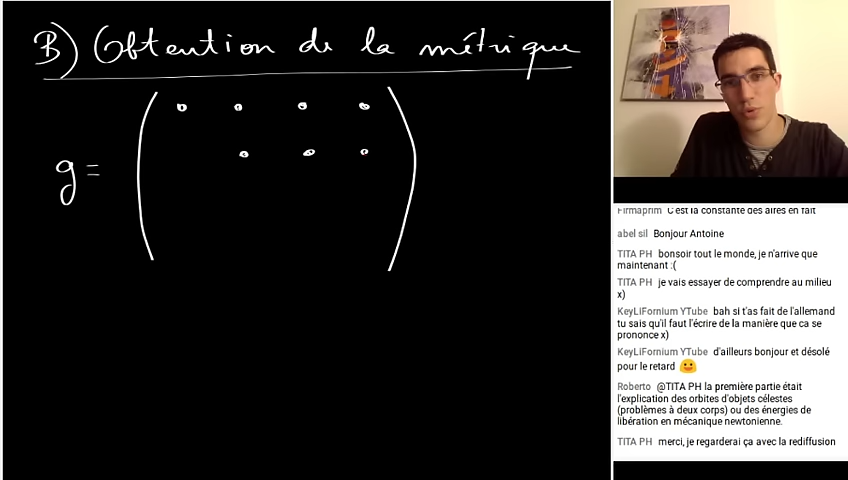 B) Obtention de la métrique
g=
Firmaprim C'est la constante des aires en fait
abel sil Bonjour Antoine
TITA PH bonsoir tout le monde, je n'arrive que
maintenant :(
TITA PH je vais essayer de comprendre au milieu
x)
KeyLiFornium YTube bah si t'as fait de l'allemand
tu sais qu'il faut l'écrire de la manière que ca se
prononce x)
KeyLiFornium YTube d'ailleurs bonjour et désolé
pour le retard
Roberto @TITA PH la première partie était
l'explication des orbites d'objets célestes
(problèmes à deux corps) ou des énergies de
libération en mécanique newtonienne.
TITA PH merci, je regarderai ça avec la rediffusion